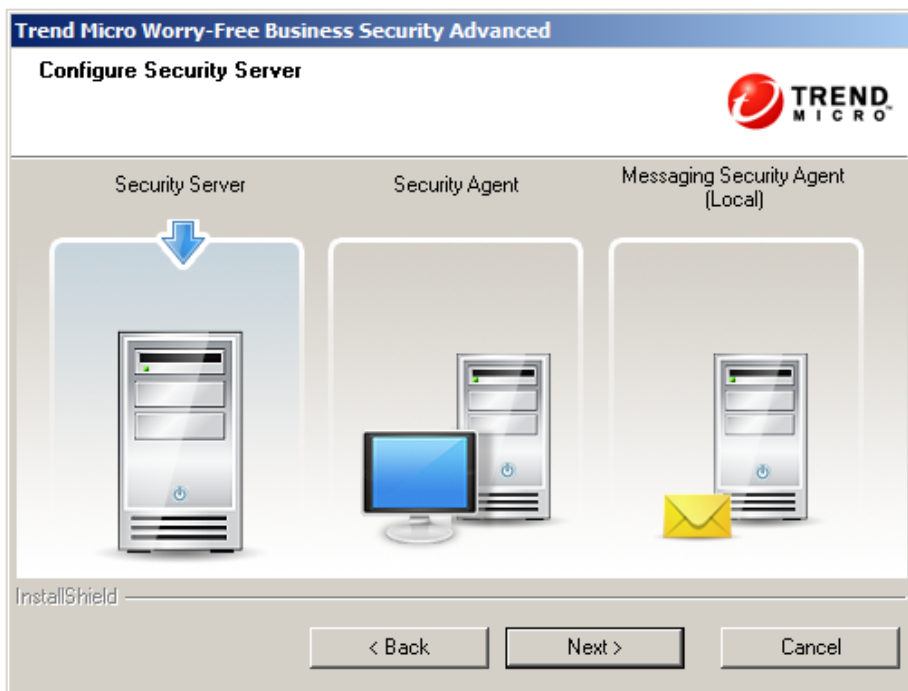 Trend Micro Worry-Free Business Security Advanced
Configure Security Server
TREND
MICRO™
Security Server
Security Agent
Messaging Security Agent
(Local)
InstallShield
< Back
Next >
Cancel